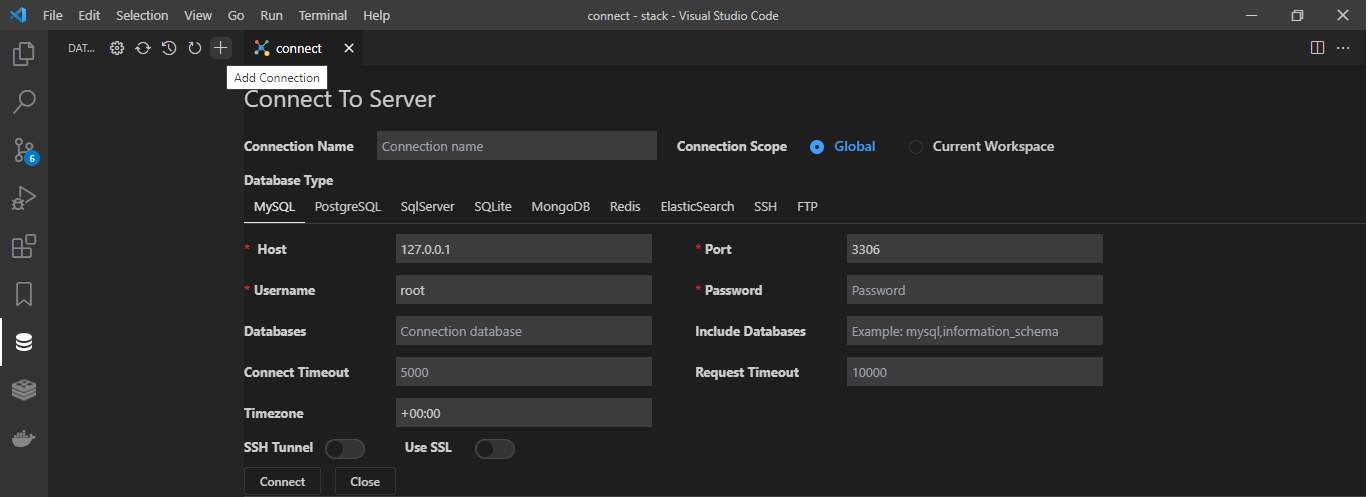 File Edit Selection View Go Run Terminal Help connect - stack - Visual Studio Code
DAT... connect
Add Connection
Connect To Server
Connection Name Connection name Connection Scope Global Current Workspace
6
Database Type
MySQL PostgreSQL SqlServer SQLite MongoDB Redis ElasticSearch SSH FTP
* Host 127.0.0.1 * Port 3306
* Username root * Password Password
Databases Connection database Include Databases Example: mysql,information_schema
Connect Timeout 5000 Request Timeout 10000
Timezone +00:00
SSH Tunnel Use SSL
Connect Close